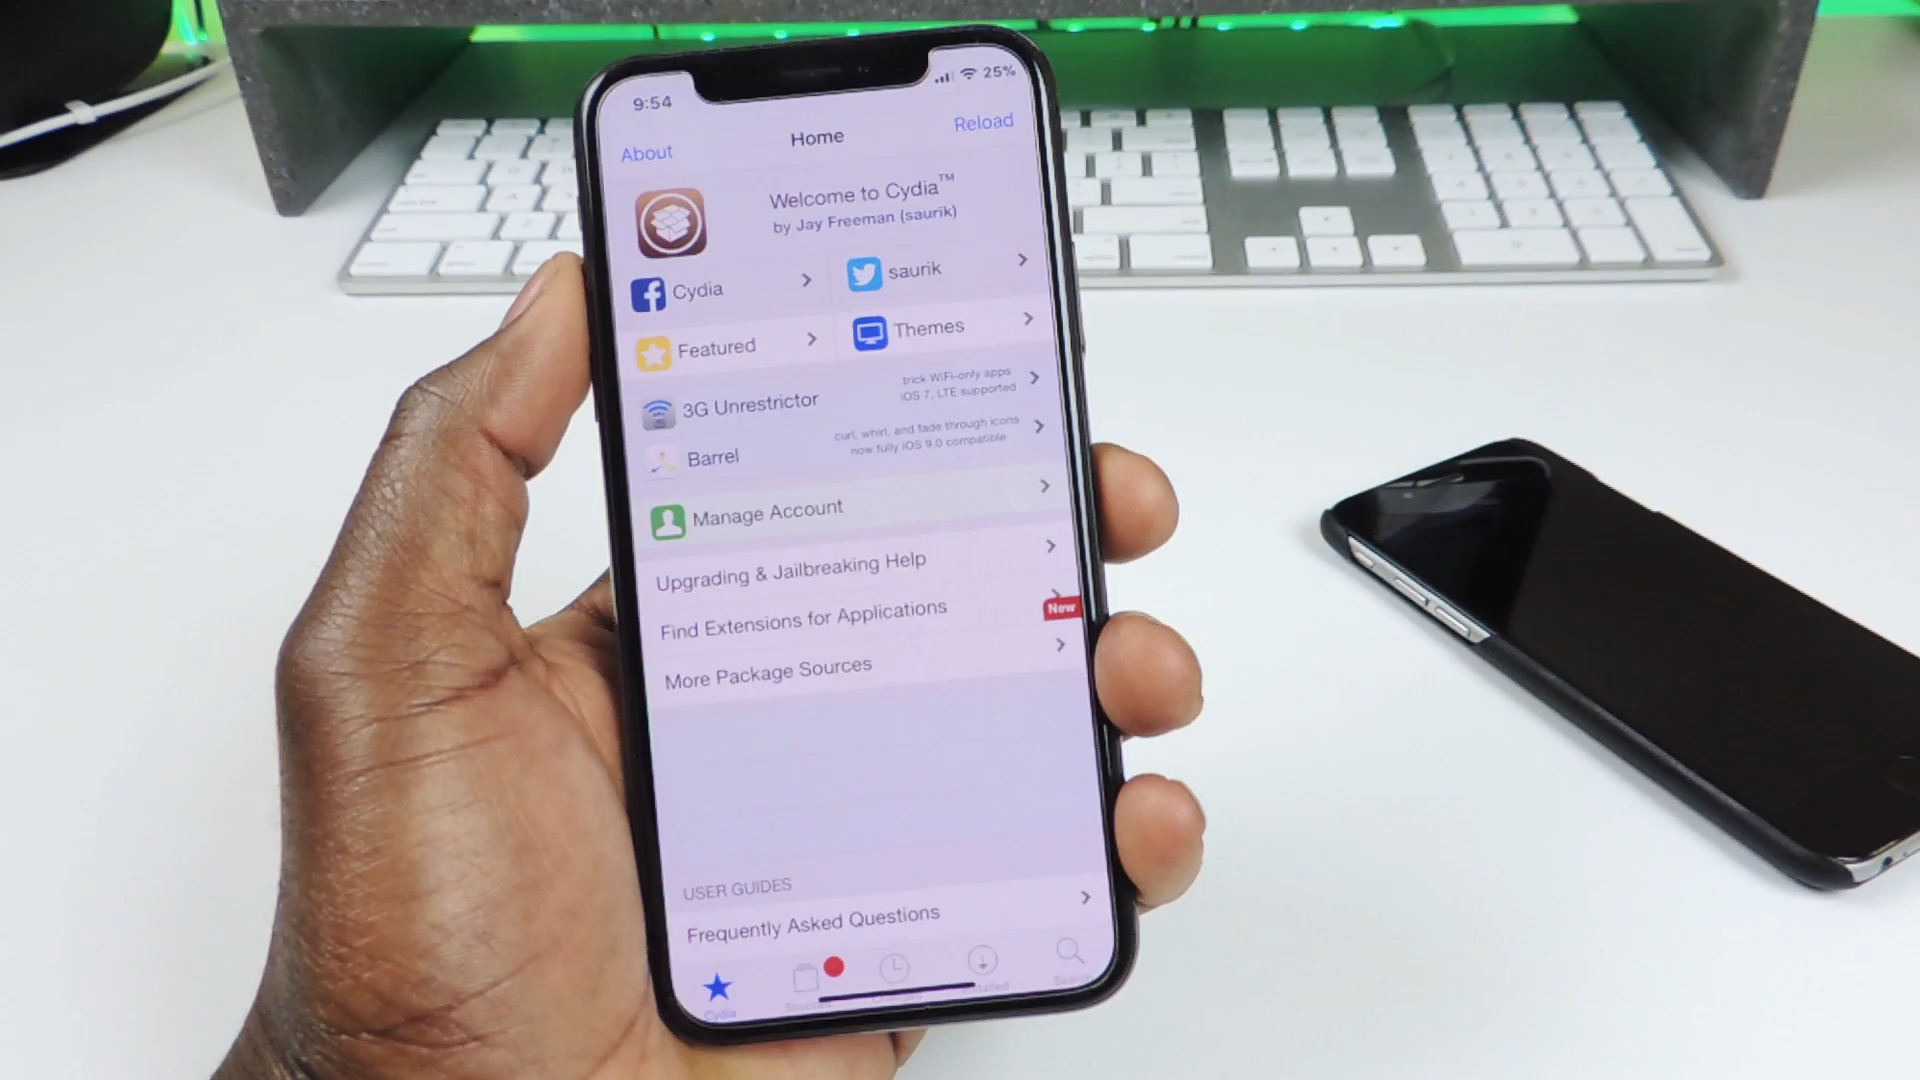 9:54
25%
About
Home
Reload
Welcome to Cydia™
by Jay Freeman (saurik)
Cydia
saurik
Featured
Themes
3G Unrestrictor
trick WiFi-only apps
iOS 7, LTE supported
Barrel
curl, whirl, and fade through icons
now fully iOS 9.0 compatible
Manage Account
Upgrading & Jailbreaking Help
Find Extensions for Applications
New
More Package Sources
USER GUIDES
Frequently Asked Questions
Cydia